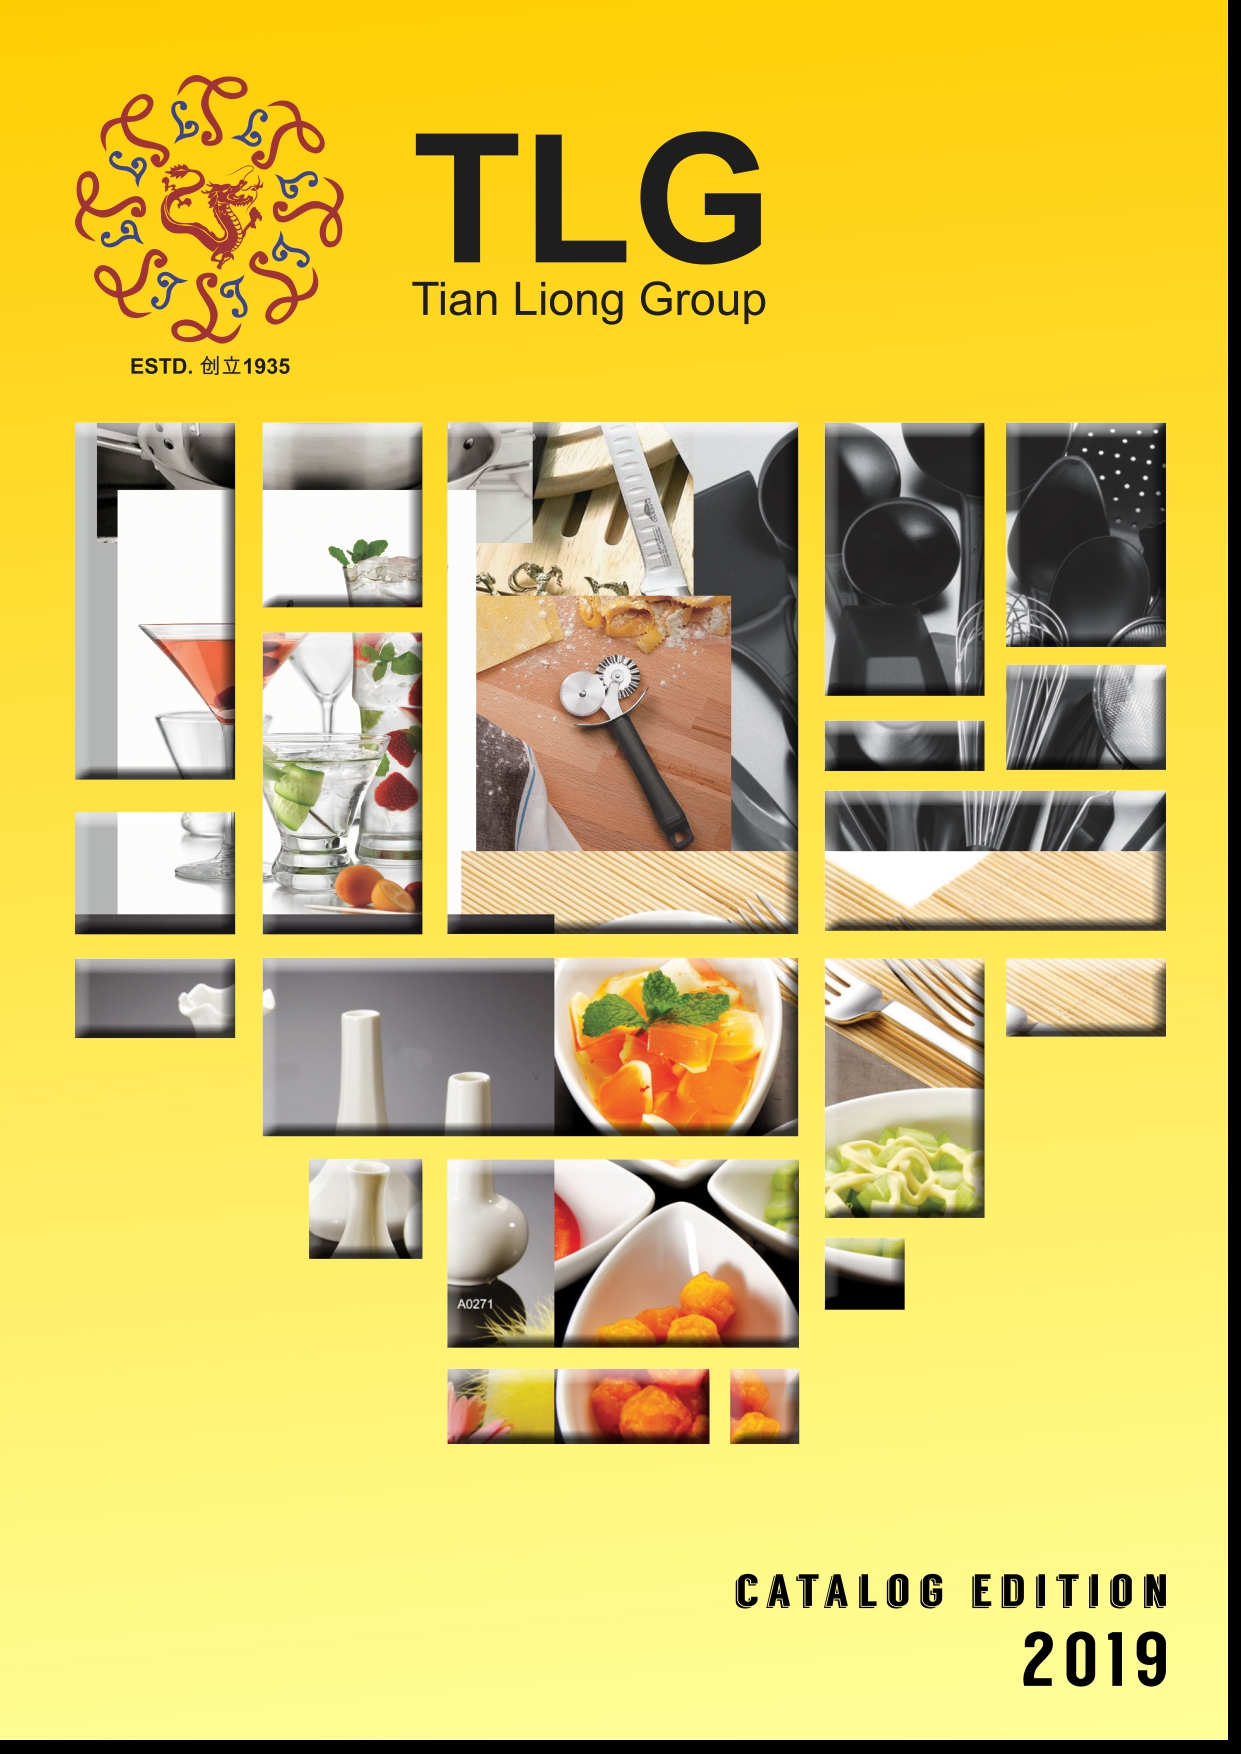 TLG
Tian Liong Group
ESTD. 创立1935
A0271
CATALOG EDITION
2019